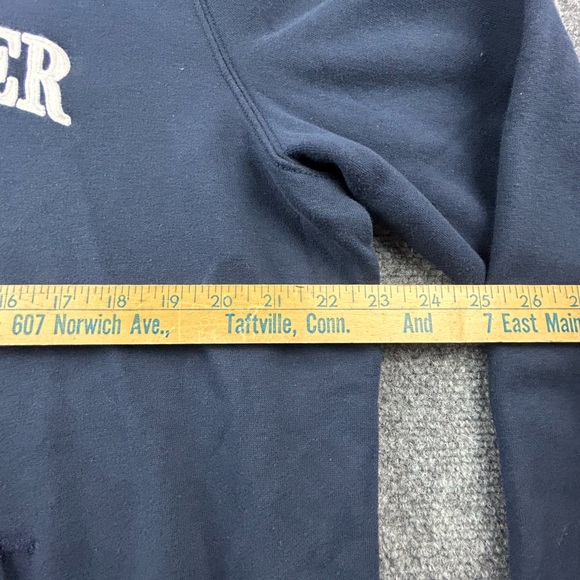 ER
16 17 18 19 20 21 22 23 24 25 26 2
607 Norwich Ave., Taftville, Conn. And 7 East Main